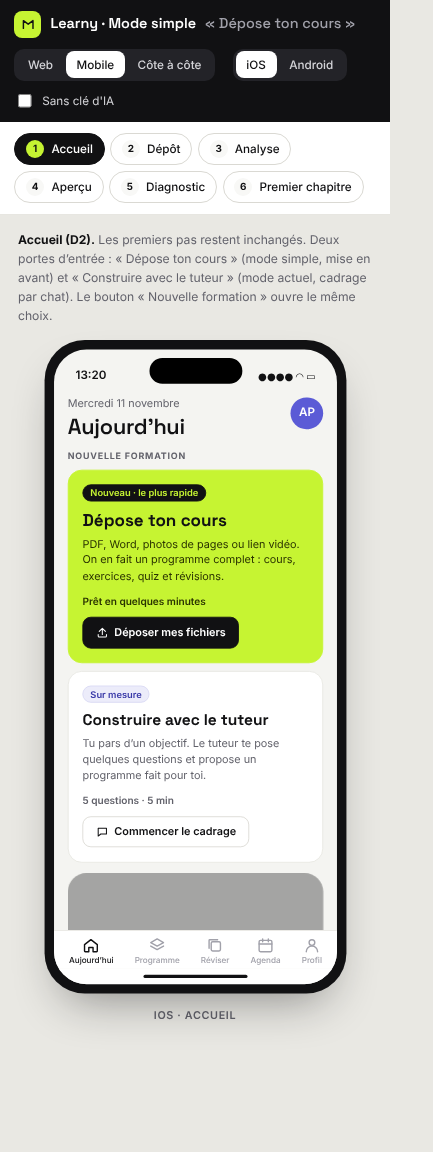 Learny · Mode simple « Dépose ton cours »
Web Mobile Côte à côte iOS Android
Sans clé d'IA
1 Accueil 2 Dépôt 3 Analyse
4 Aperçu 5 Diagnostic 6 Premier chapitre
Accueil (D2). Les premiers pas restent inchangés. Deux
portes d'entrée : « Dépose ton cours » (mode simple, mise en
avant) et « Construire avec le tuteur » (mode actuel, cadrage
par chat). Le bouton « Nouvelle formation » ouvre le même
choix.
13:20
Mercredi 11 novembre
Aujourd'hui
AP
NOUVELLE FORMATION
Nouveau · le plus rapide
Dépose ton cours
PDF, Word, photos de pages ou lien vidéo.
On en fait un programme complet : cours,
exercices, quiz et révisions.
Prêt en quelques minutes
Déposer mes fichiers
Sur mesure
Construire avec le tuteur
Tu pars d'un objectif. Le tuteur te pose
quelques questions et propose un
programme fait pour toi.
5 questions · 5 min
Commencer le cadrage
Aujourd'hui Programme Réviser Agenda Profil
IOS · ACCUEIL